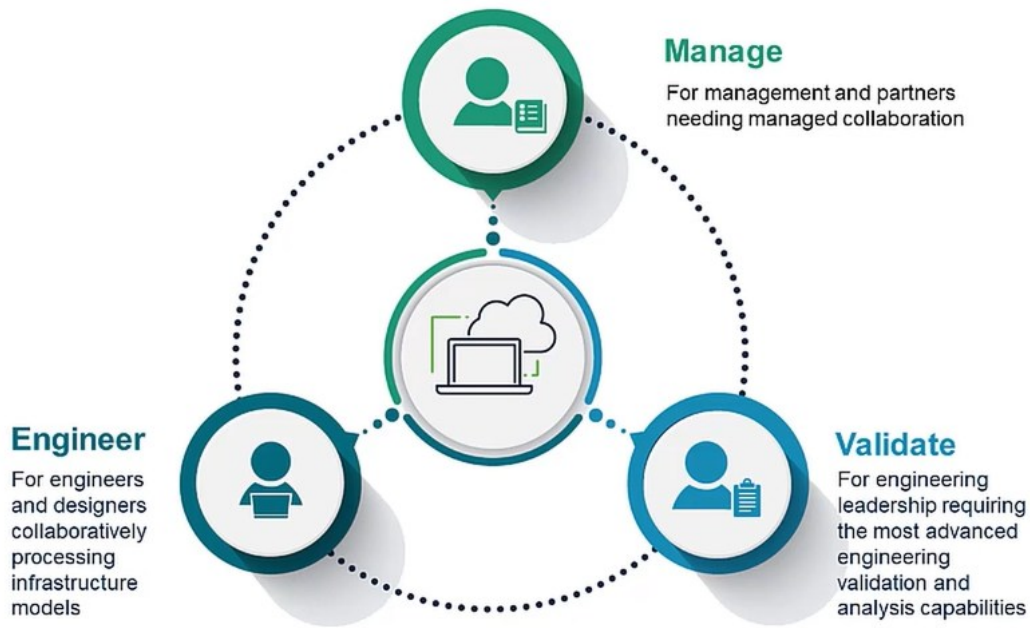 Manage
For management and partners
needing managed collaboration
Engineer
For engineers
and designers
collaboratively
processing
infrastructure
models
Validate
For engineering
leadership requiring
the most advanced
engineering
validation and
analysis capabilities